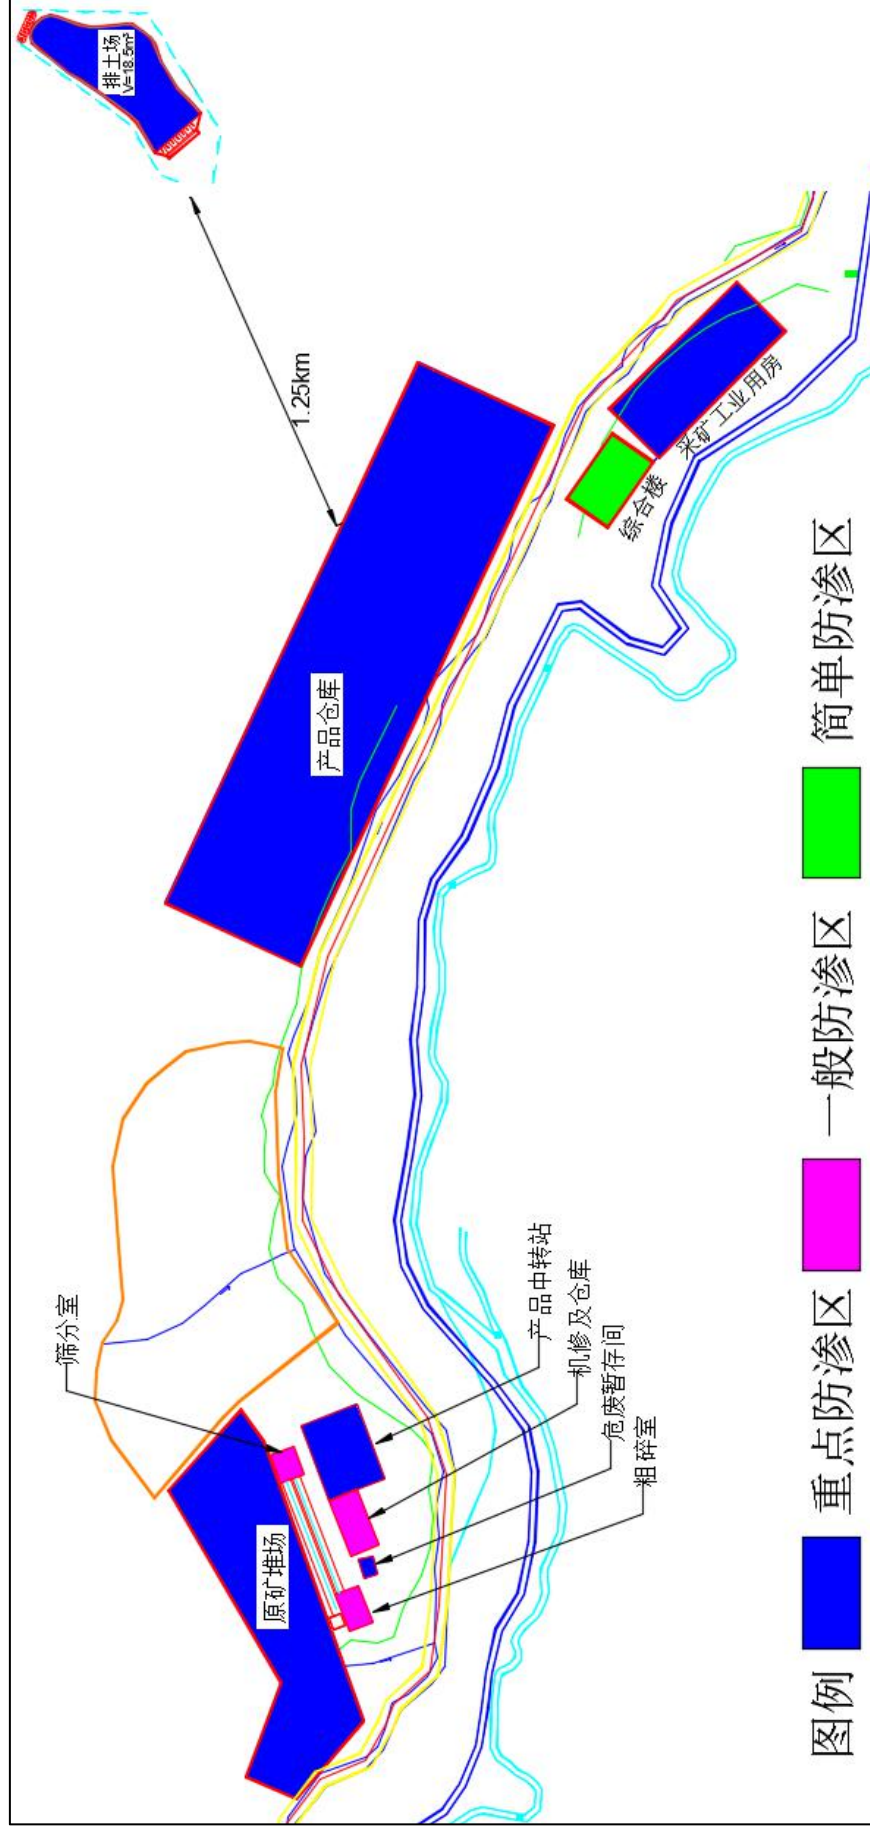 排土场
V=18.5m³
1.25km
产品仓库
采矿工业用房
综合楼
筛分室
原矿堆场
产品中转站
机修及仓库
危废暂存间
粗碎室
图例
重点防渗区
一般防渗区
简单防渗区